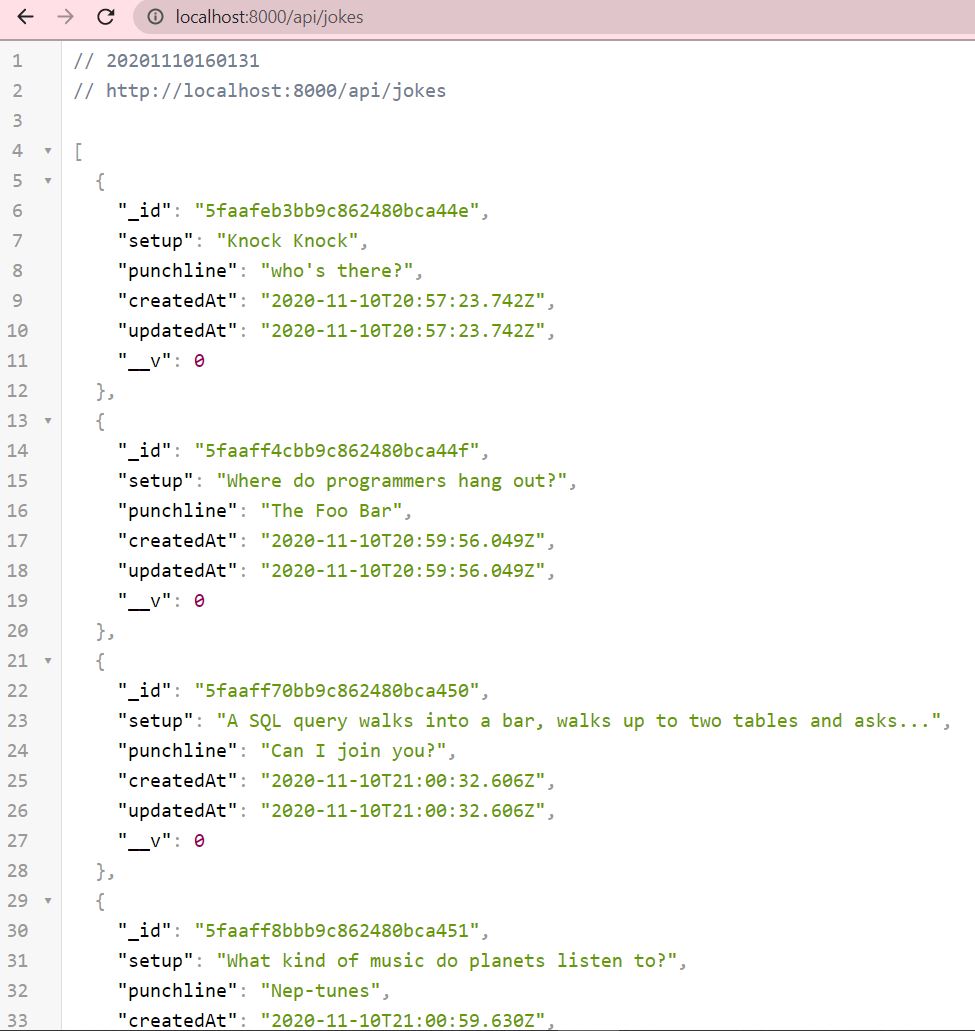 localhost:8000/api/jokes
1 // 20201110160131
2 // http://localhost:8000/api/jokes
3
4 [
5 {
6 "_id": "5faafeb3bb9c862480bca44e",
7 "setup": "Knock Knock",
8 "punchline": "who's there?",
9 "createdAt": "2020-11-10T20:57:23.742Z",
10 "updatedAt": "2020-11-10T20:57:23.742Z",
11 "__v": 0
12 },
13 {
14 "_id": "5faaff4cbb9c862480bca44f",
15 "setup": "Where do programmers hang out?",
16 "punchline": "The Foo Bar",
17 "createdAt": "2020-11-10T20:59:56.049Z",
18 "updatedAt": "2020-11-10T20:59:56.049Z",
19 "__v": 0
20 },
21 {
22 "_id": "5faaff70bb9c862480bca450",
23 "setup": "A SQL query walks into a bar, walks up to two tables and asks...",
24 "punchline": "Can I join you?",
25 "createdAt": "2020-11-10T21:00:32.606Z",
26 "updatedAt": "2020-11-10T21:00:32.606Z",
27 "__v": 0
28 },
29 {
30 "_id": "5faaff8bbb9c862480bca451",
31 "setup": "What kind of music do planets listen to?",
32 "punchline": "Nep-tunes",
33 "createdAt": "2020-11-10T21:00:59.630Z",